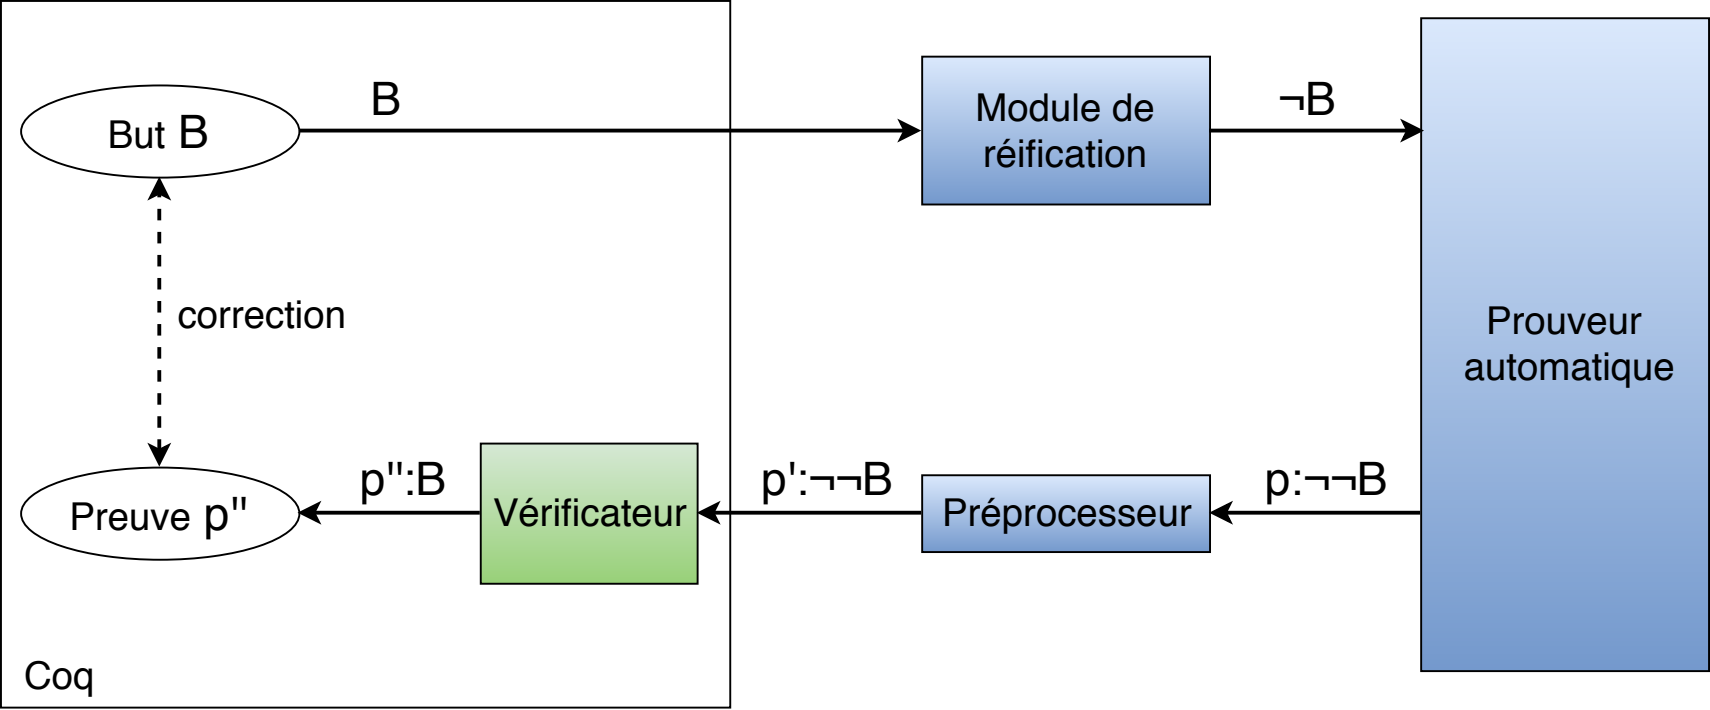 B
¬B
But B
Module de
réification
correction
Prouveur
automatique
p'':B
p':¬¬B
p:¬¬B
Preuve p''
Vérificateur
Préprocesseur
Coq